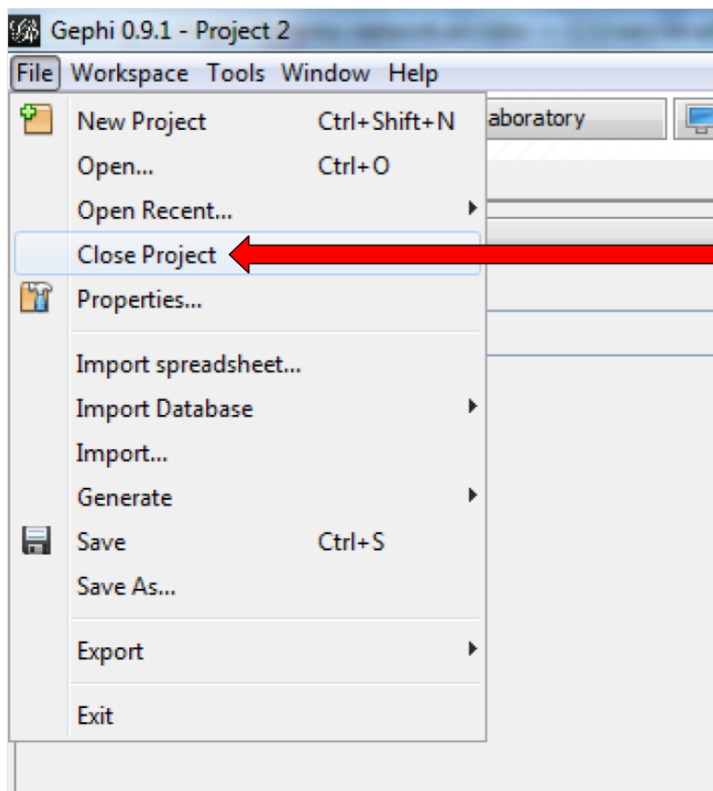 Gephi 0.9.1 - Project 2
File Workspace Tools Window Help
aboratory
New Project Ctrl+Shift+N
Open... Ctrl+O
Open Recent...
Close Project
Properties...
Import spreadsheet...
Import Database
Import...
Generate
Save Ctrl+S
Save As...
Export
Exit